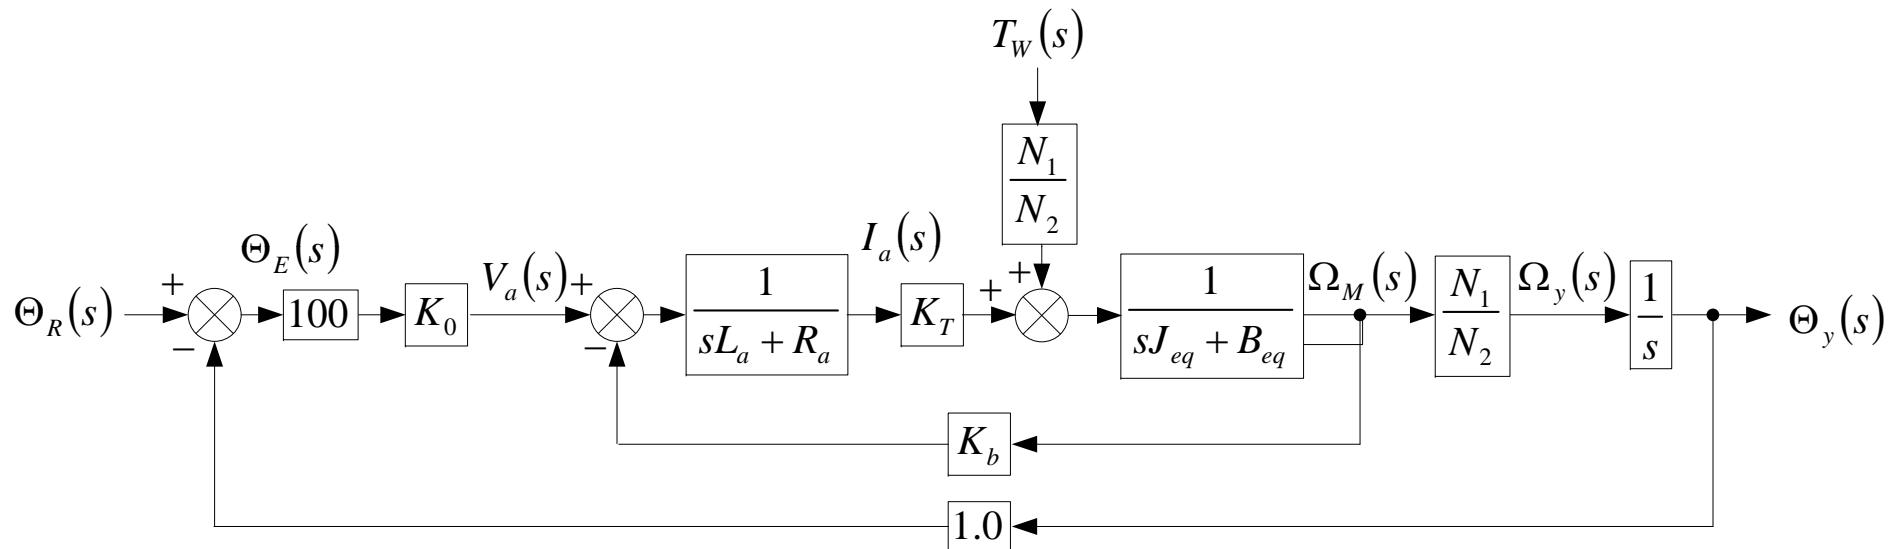 T_W(s)
N_1
N_2
Θ_R(s)
+
−
Θ_E(s)
100
K_0
V_a(s)
+
−
1
sL_a + R_a
I_a(s)
K_T
+
+
1
sJ_eq + B_eq
Ω_M(s)
N_1
N_2
Ω_y(s)
1
s
Θ_y(s)
K_b
1.0